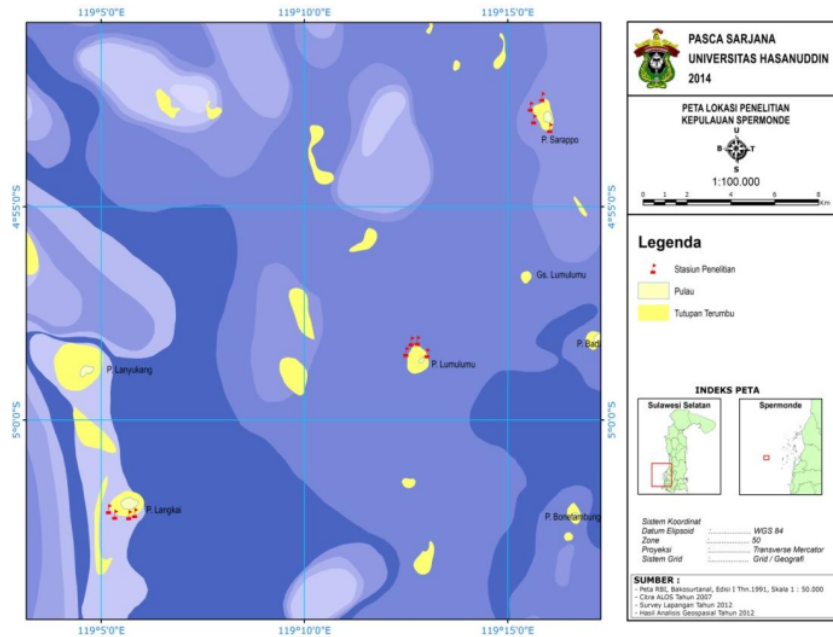 119°5'0"E
119°10'0"E
119°15'0"E
4°55'0"S
5°0'0"S
P. Sarappo
Gs. Lumulumu
P. Lumulumu
P. Badi
P. Lanyukang
P. Langkai
P. Bonetambung
4°55'0"S
5°0'0"S
119°5'0"E
119°10'0"E
119°15'0"E
PASCA SARJANA
UNIVERSITAS HASANUDDIN
2014
PETA LOKASI PENELITIAN
KEPULAUAN SPERMONDE
U
B T
S
1:100.000
0 1 2 4 6 8
Km
Legenda
Stasiun Penelitian
Pulau
Tutupan Terumbu
INDEKS PETA
Sulawesi Selatan
Spermonde
Sistem Koordinat
Datum Elipsoid :............ WGS 84
Zone :............ 50
Proyeksi :............ Transverse Mercator
Sistem Grid :............ Grid / Geografi
SUMBER :
- Peta RBI, Bakosurtanal, Edisi I Thn.1991, Skala 1 : 50.000
- Citra ALOS Tahun 2007
- Survey Lapangan Tahun 2012
- Hasil Analisis Geospasial Tahun 2012